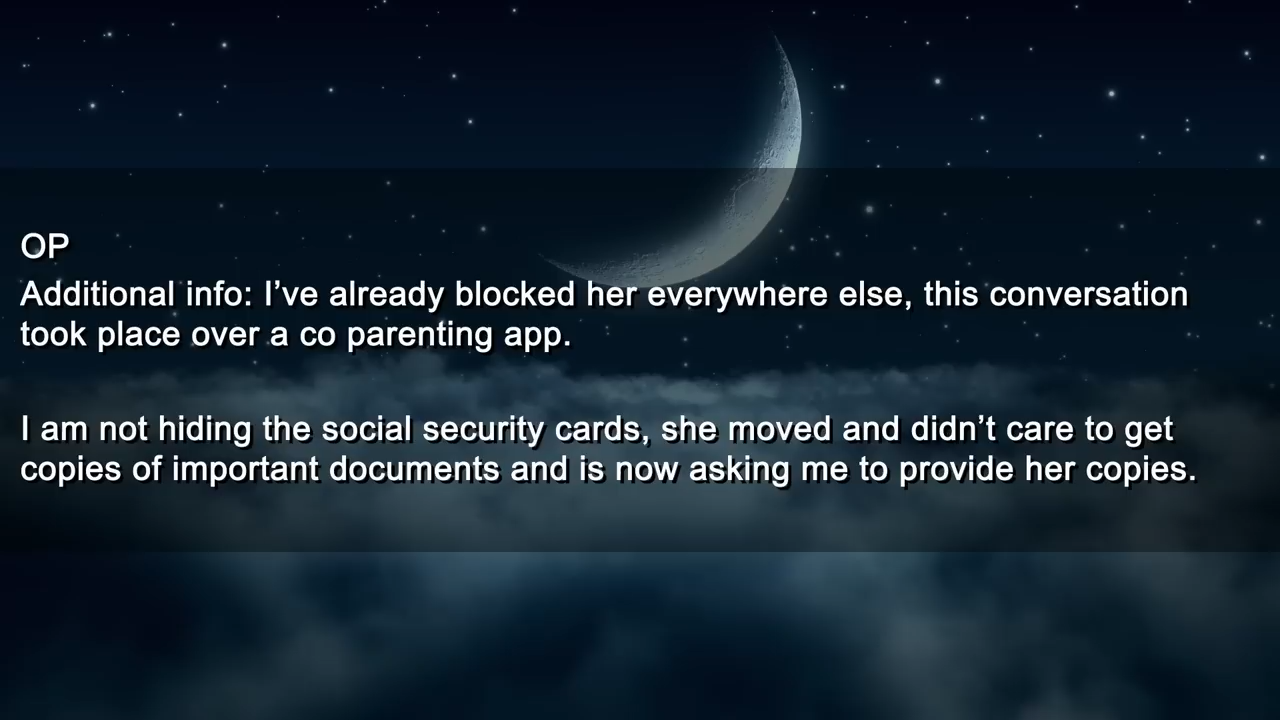 OP
Additional info: I’ve already blocked her everywhere else, this conversation
took place over a co parenting app.
I am not hiding the social security cards, she moved and didn’t care to get
copies of important documents and is now asking me to provide her copies.